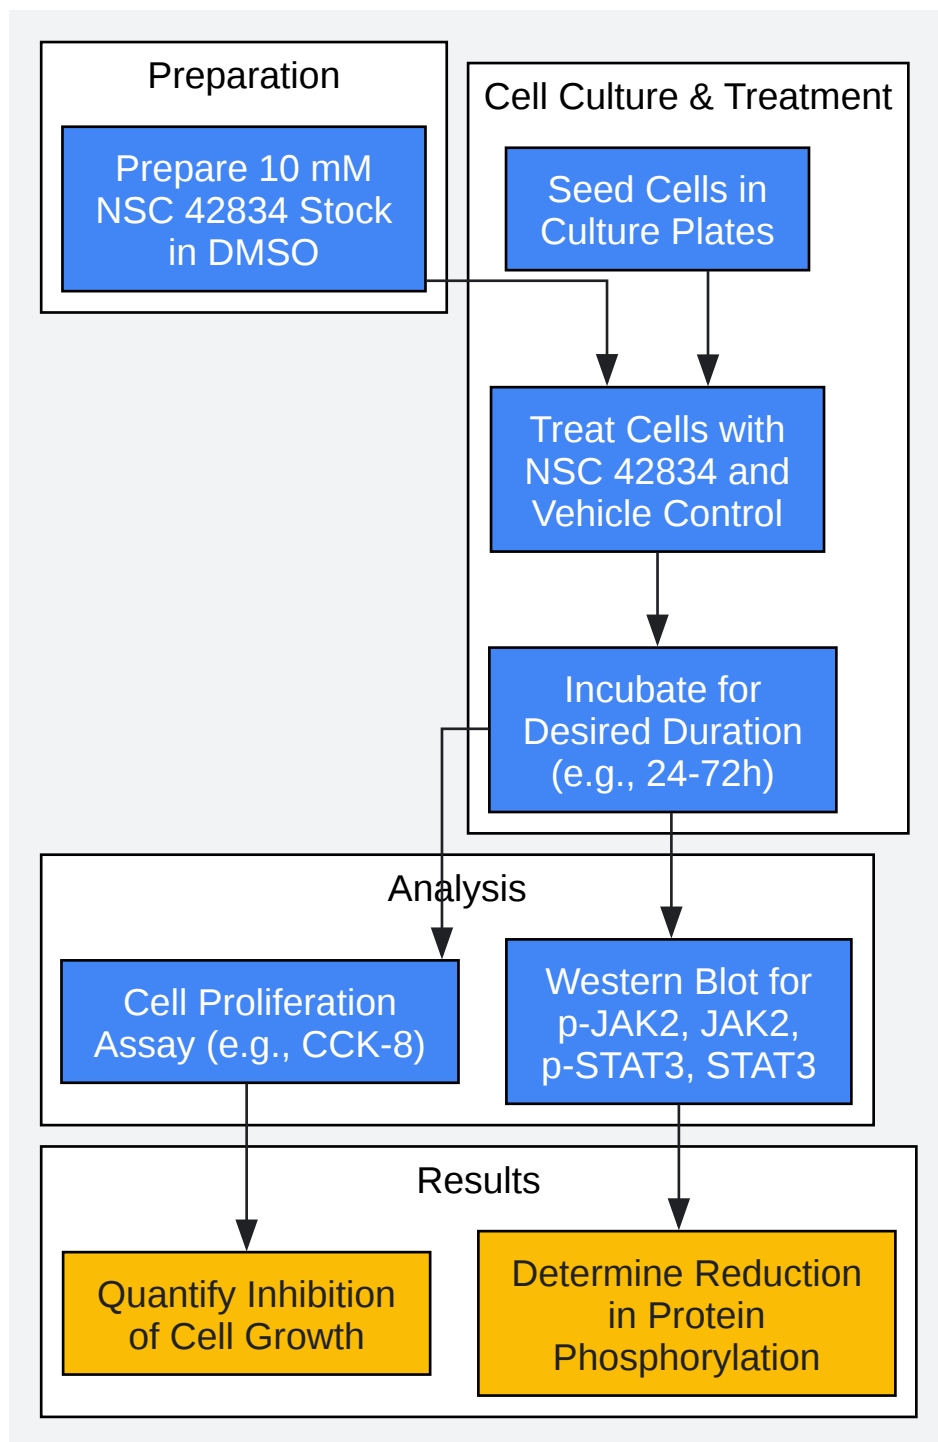 Preparation
Prepare 10 mM
NSC 42834 Stock
in DMSO
Cell Culture & Treatment
Seed Cells in
Culture Plates
Treat Cells with
NSC 42834 and
Vehicle Control
Incubate for
Desired Duration
(e.g., 24-72h)
Analysis
Cell Proliferation
Assay (e.g., CCK-8)
Western Blot for
p-JAK2, JAK2,
p-STAT3, STAT3
Results
Quantify Inhibition
of Cell Growth
Determine Reduction
in Protein
Phosphorylation